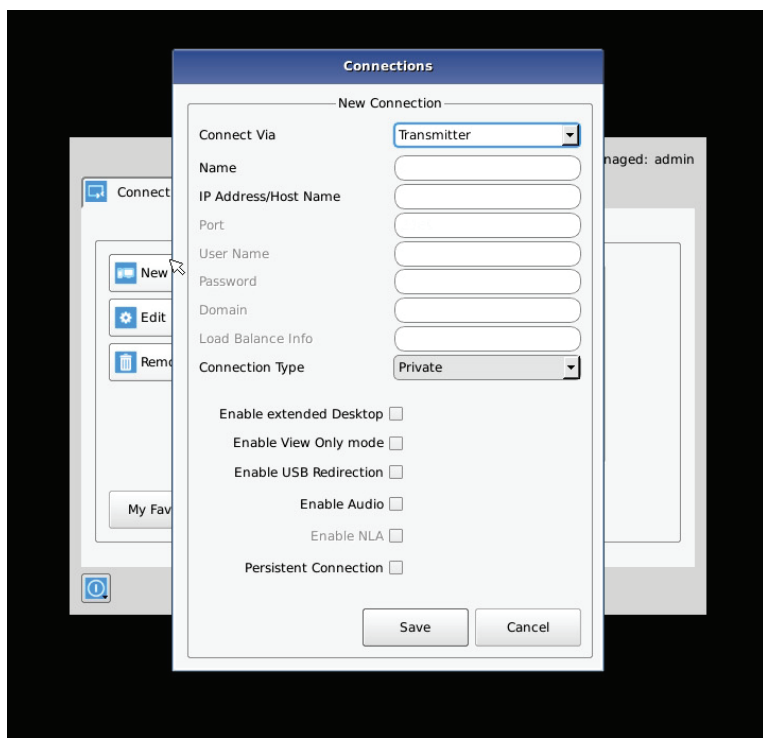 Connections
New Connection
Connect Via Transmitter
naged: admin
Connect
Name
IP Address/Host Name
Port
User Name
New
Password
Domain
Edit
Load Balance Info
Remo
Connection Type Private
Enable extended Desktop
Enable View Only mode
Enable USB Redirection
Enable Audio
My Fav
Enable NLA
Persistent Connection
Save Cancel